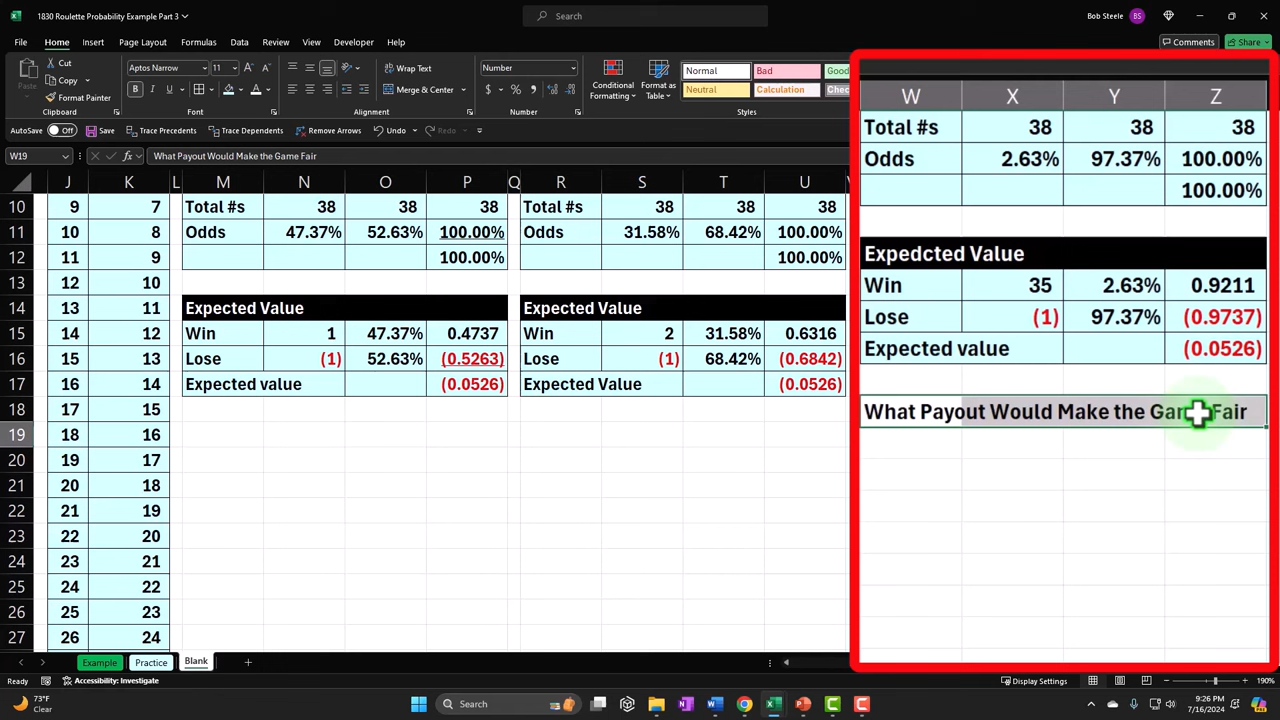 1830 Roulette Probability Example Part 3
Search
Bob Steele BS
File Home Insert Page Layout Formulas Data Review View Developer Help
Comments Share
Paste Cut Copy Format Painter
Aptos Narrow 11
Wrap Text
Merge & Center
Number
Conditional Formatting
Format as Table
Normal Bad Good
Neutral Calculation Check
Clipboard Font Alignment Number Styles
AutoSave Off Save Trace Precedents Trace Dependents Remove Arrows Undo Redo
W19 fx What Payout Would Make the Game Fair
J K L M N O P Q R S T U
10 9 7 Total #s 38 38 38 Total #s 38 38 38
11 10 8 Odds 47.37% 52.63% 100.00% Odds 31.58% 68.42% 100.00%
12 11 9 100.00% 100.00%
13 12 10
14 13 11 Expected Value Expected Value
15 14 12 Win 1 47.37% 0.4737 Win 2 31.58% 0.6316
16 15 13 Lose (1) 52.63% (0.5263) Lose (1) 68.42% (0.6842)
17 16 14 Expected value (0.0526) Expected Value (0.0526)
18 17 15
19 18 16
20 19 17
21 20 18
22 21 19
23 22 20
24 23 21
25 24 22
26 25 23
27 26 24
W X Y Z
Total #s 38 38 38
Odds 2.63% 97.37% 100.00%
100.00%
Expedcted Value
Win 35 2.63% 0.9211
Lose (1) 97.37% (0.9737)
Expected value (0.0526)
What Payout Would Make the Game Fair
Example Practice Blank
Ready Accessibility: Investigate Display Settings 190%
73°F
Clear
Search
9:26 PM
7/16/2024